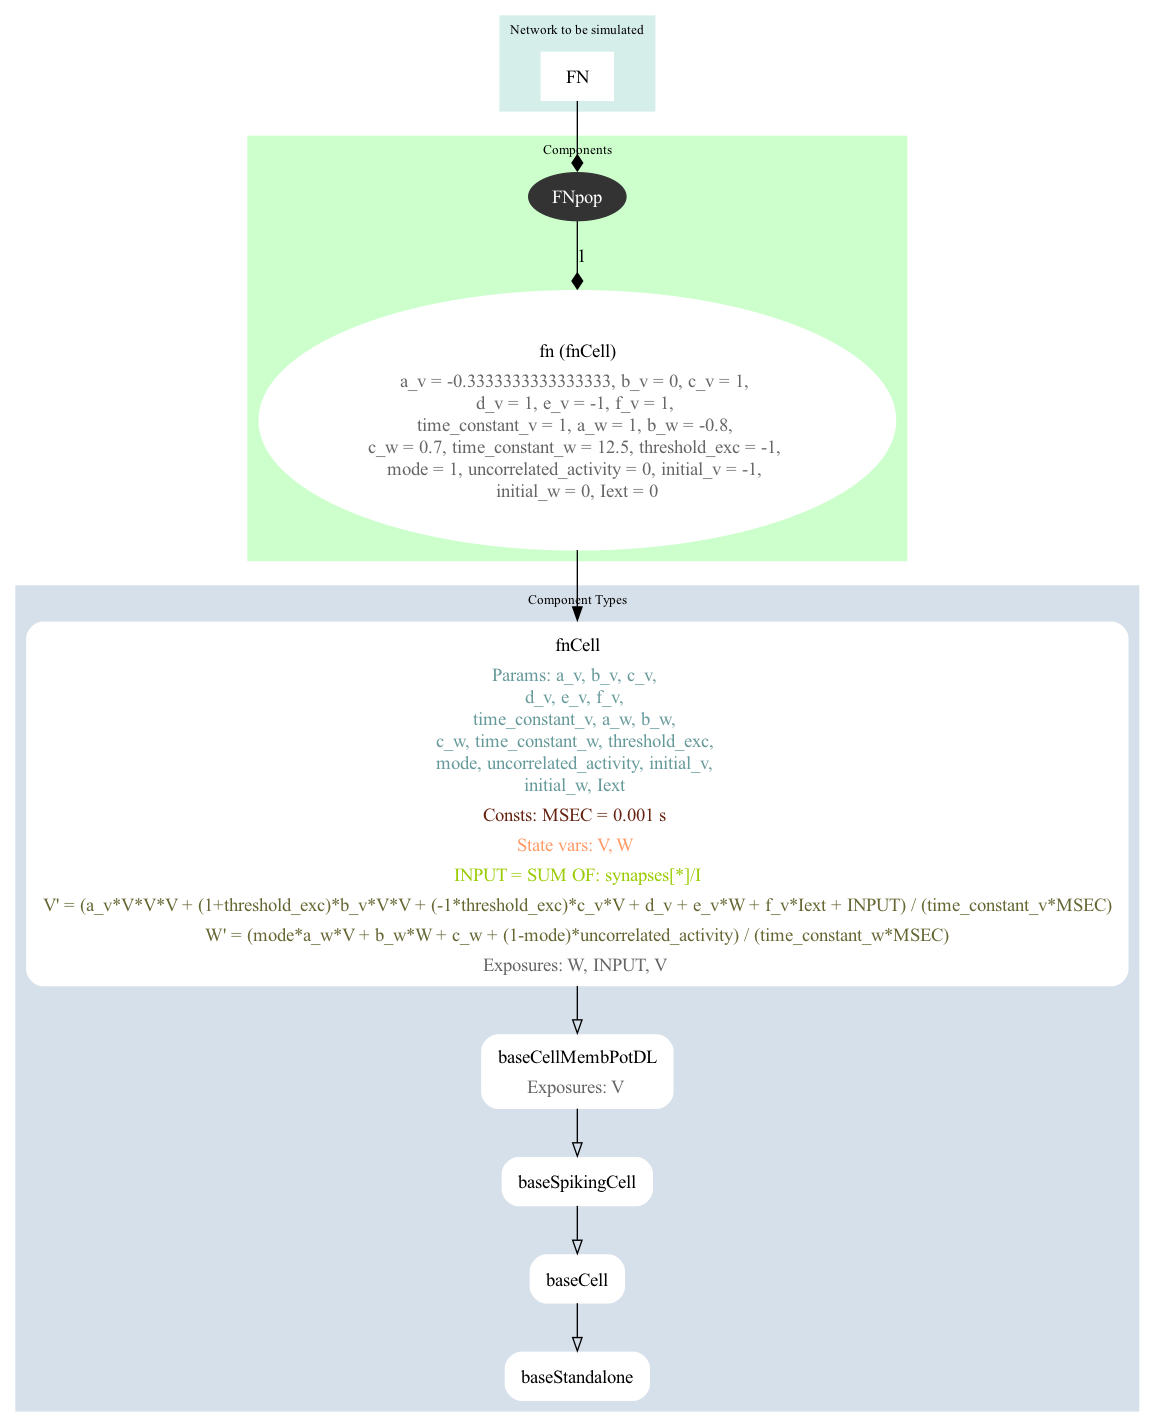 Network to be simulated
FN
Components
FNpop
1
fn (fnCell)
a_v = -0.3333333333333333, b_v = 0, c_v = 1,
d_v = 1, e_v = -1, f_v = 1,
time_constant_v = 1, a_w = 1, b_w = -0.8,
c_w = 0.7, time_constant_w = 12.5, threshold_exc = -1,
mode = 1, uncorrelated_activity = 0, initial_v = -1,
initial_w = 0, Iext = 0
Component Types
fnCell
Params: a_v, b_v, c_v,
d_v, e_v, f_v,
time_constant_v, a_w, b_w,
c_w, time_constant_w, threshold_exc,
mode, uncorrelated_activity, initial_v,
initial_w, Iext
Consts: MSEC = 0.001 s
State vars: V, W
INPUT = SUM OF: synapses[*]/I
V' = (a_v*V*V*V + (1+threshold_exc)*b_v*V*V + (-1*threshold_exc)*c_v*V + d_v + e_v*W + f_v*Iext + INPUT) / (time_constant_v*MSEC)
W' = (mode*a_w*V + b_w*W + c_w + (1-mode)*uncorrelated_activity) / (time_constant_w*MSEC)
Exposures: W, INPUT, V
baseCellMembPotDL
Exposures: V
baseSpikingCell
baseCell
baseStandalone